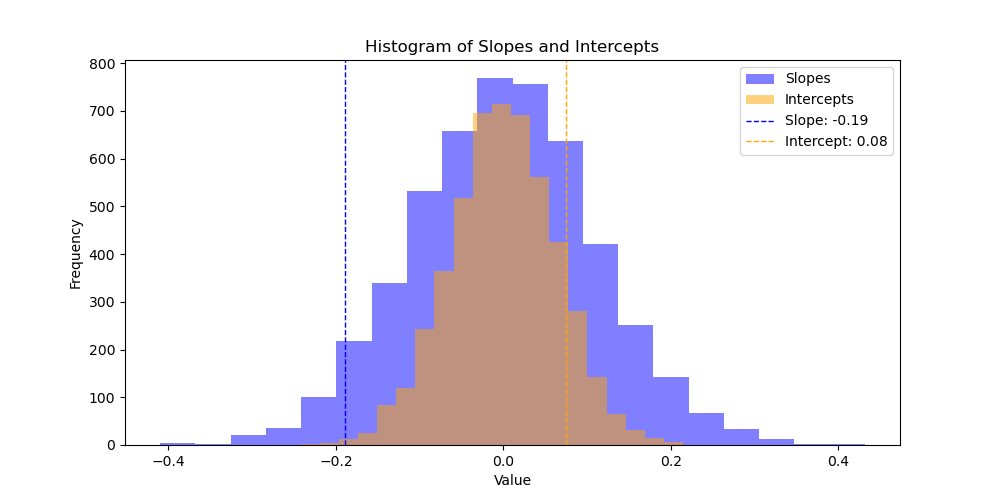 Histogram of Slopes and Intercepts
800
700
600
500
400
300
200
100
0
Frequency
−0.4
−0.2
0.0
0.2
0.4
Value
Slopes
Intercepts
Slope: -0.19
Intercept: 0.08